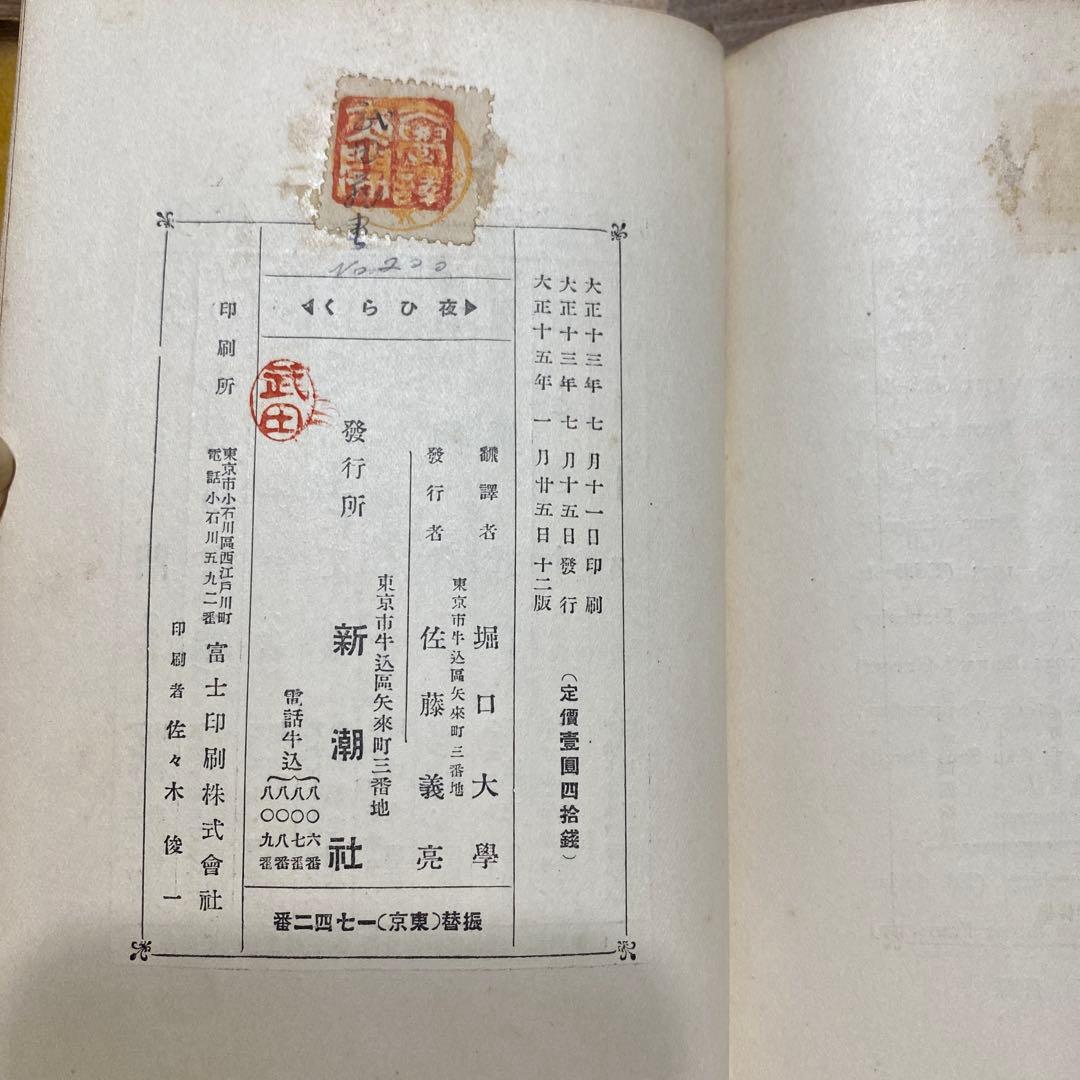 大正十三年七月十一日印刷
大正十三年七月十五日發行
大正十五年一月廿五日十二版
（定價壹圓四拾錢）
夜ひらく
飜譯者 堀口大學
東京市牛込區矢來町三番地
發行者 佐藤義亮
東京市牛込區矢來町三番地
發行所 新潮社
電話牛込
八〇六番
八〇七番
八〇八番
八〇九番
振替（東京）一七四二番
印刷所
東京市小石川區西江戸川町
電話小石川五九二番
富士印刷株式會社
印刷者 佐々木俊一
武田
No.200